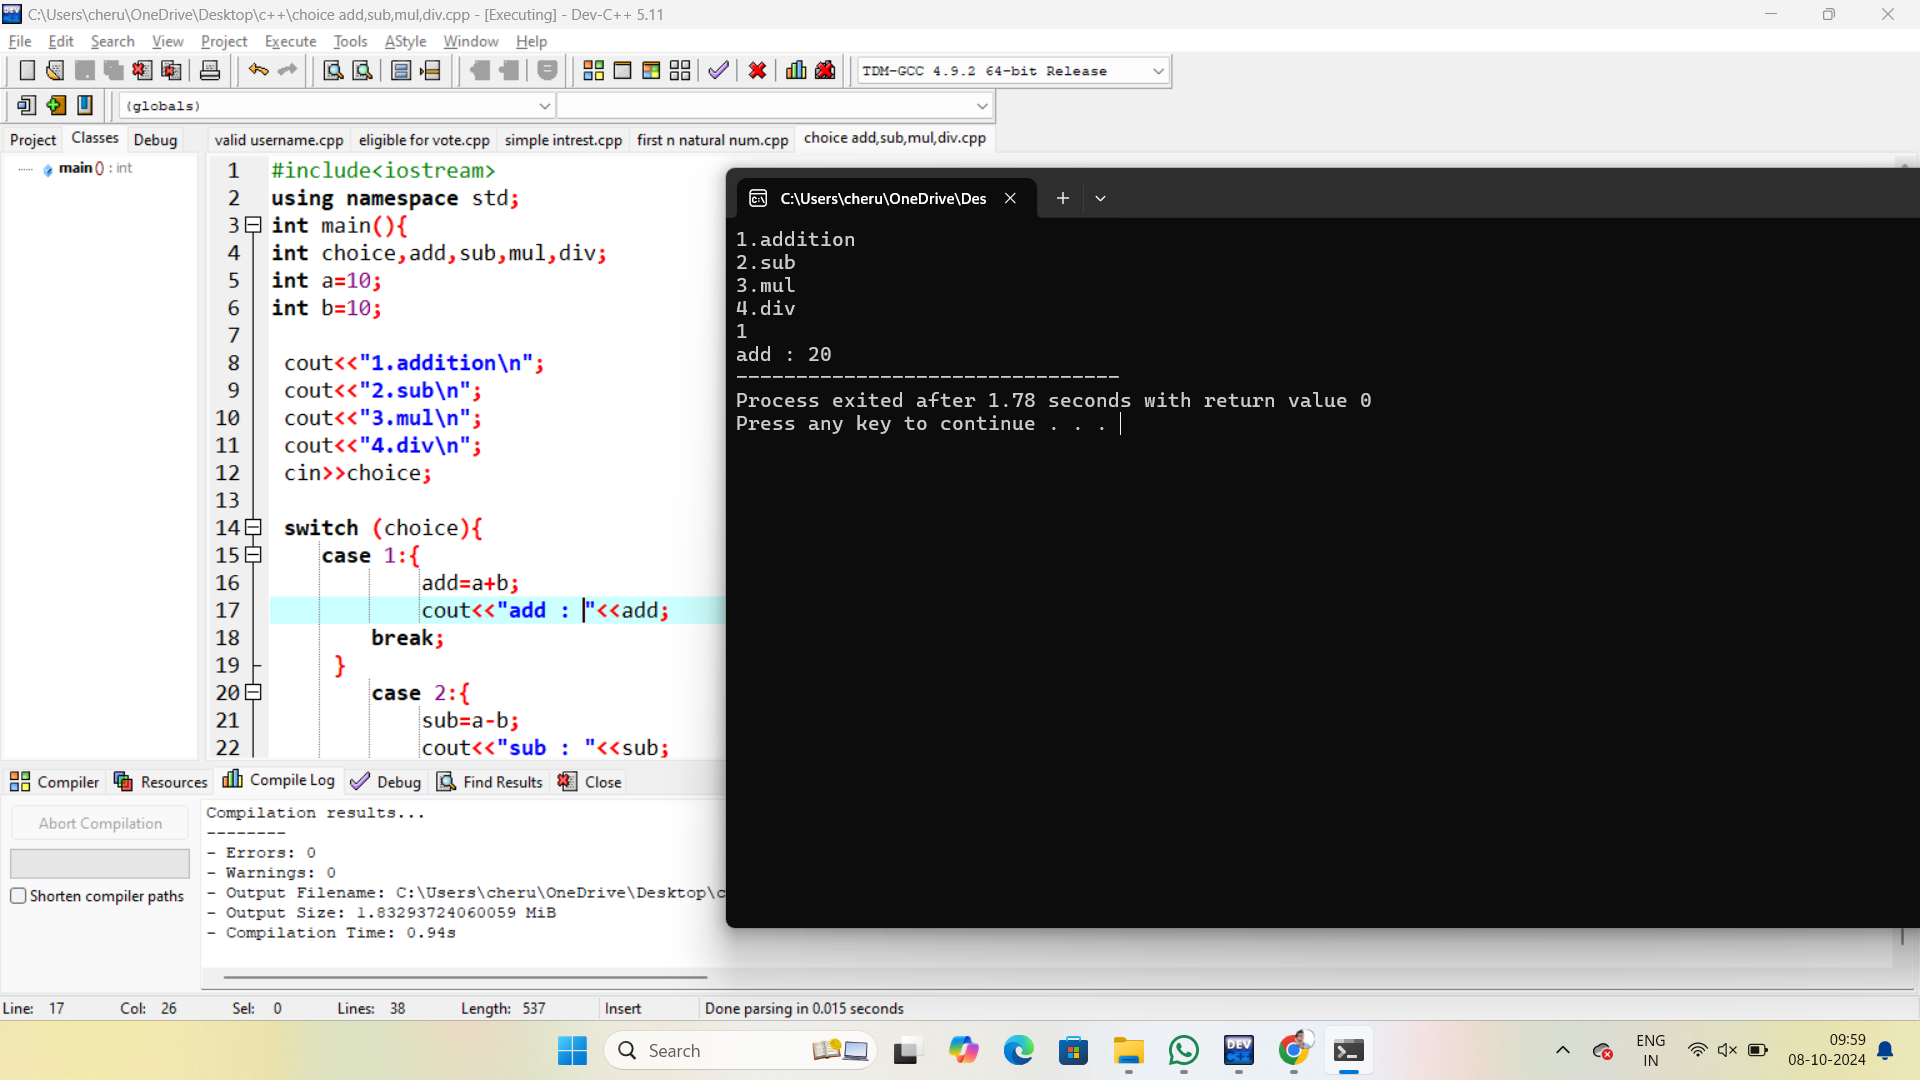 C:\Users\cheru\OneDrive\Desktop\c++\choice add,sub,mul,div.cpp - [Executing] - Dev-C++ 5.11
File Edit Search View Project Execute Tools AStyle Window Help
TDM-GCC 4.9.2 64-bit Release
(globals)
Project Classes Debug
valid username.cpp eligible for vote.cpp simple intrest.cpp first n natural num.cpp choice add,sub,mul,div.cpp
main () : int
1 #include<iostream>
2 using namespace std;
3 int main(){
4 int choice,add,sub,mul,div;
5 int a=10;
6 int b=10;
7
8 cout<<"1.addition\n";
9 cout<<"2.sub\n";
10 cout<<"3.mul\n";
11 cout<<"4.div\n";
12 cin>>choice;
13
14 switch (choice){
15 case 1:{
16 add=a+b;
17 cout<<"add : "<<add;
18 break;
19 }
20 case 2:{
21 sub=a-b;
22 cout<<"sub : "<<sub;
C:\Users\cheru\OneDrive\Des
1.addition
2.sub
3.mul
4.div
1
add : 20
--------------------------------
Process exited after 1.78 seconds with return value 0
Press any key to continue . . .
Compiler Resources Compile Log Debug Find Results Close
Abort Compilation
Shorten compiler paths
Compilation results...
--------
- Errors: 0
- Warnings: 0
- Output Filename: C:\Users\cheru\OneDrive\Desktop\c
- Output Size: 1.83293724060059 MiB
- Compilation Time: 0.94s
Line: 17 Col: 26 Sel: 0 Lines: 38 Length: 537 Insert Done parsing in 0.015 seconds
Search
DEV
ENG
IN
09:59
08-10-2024